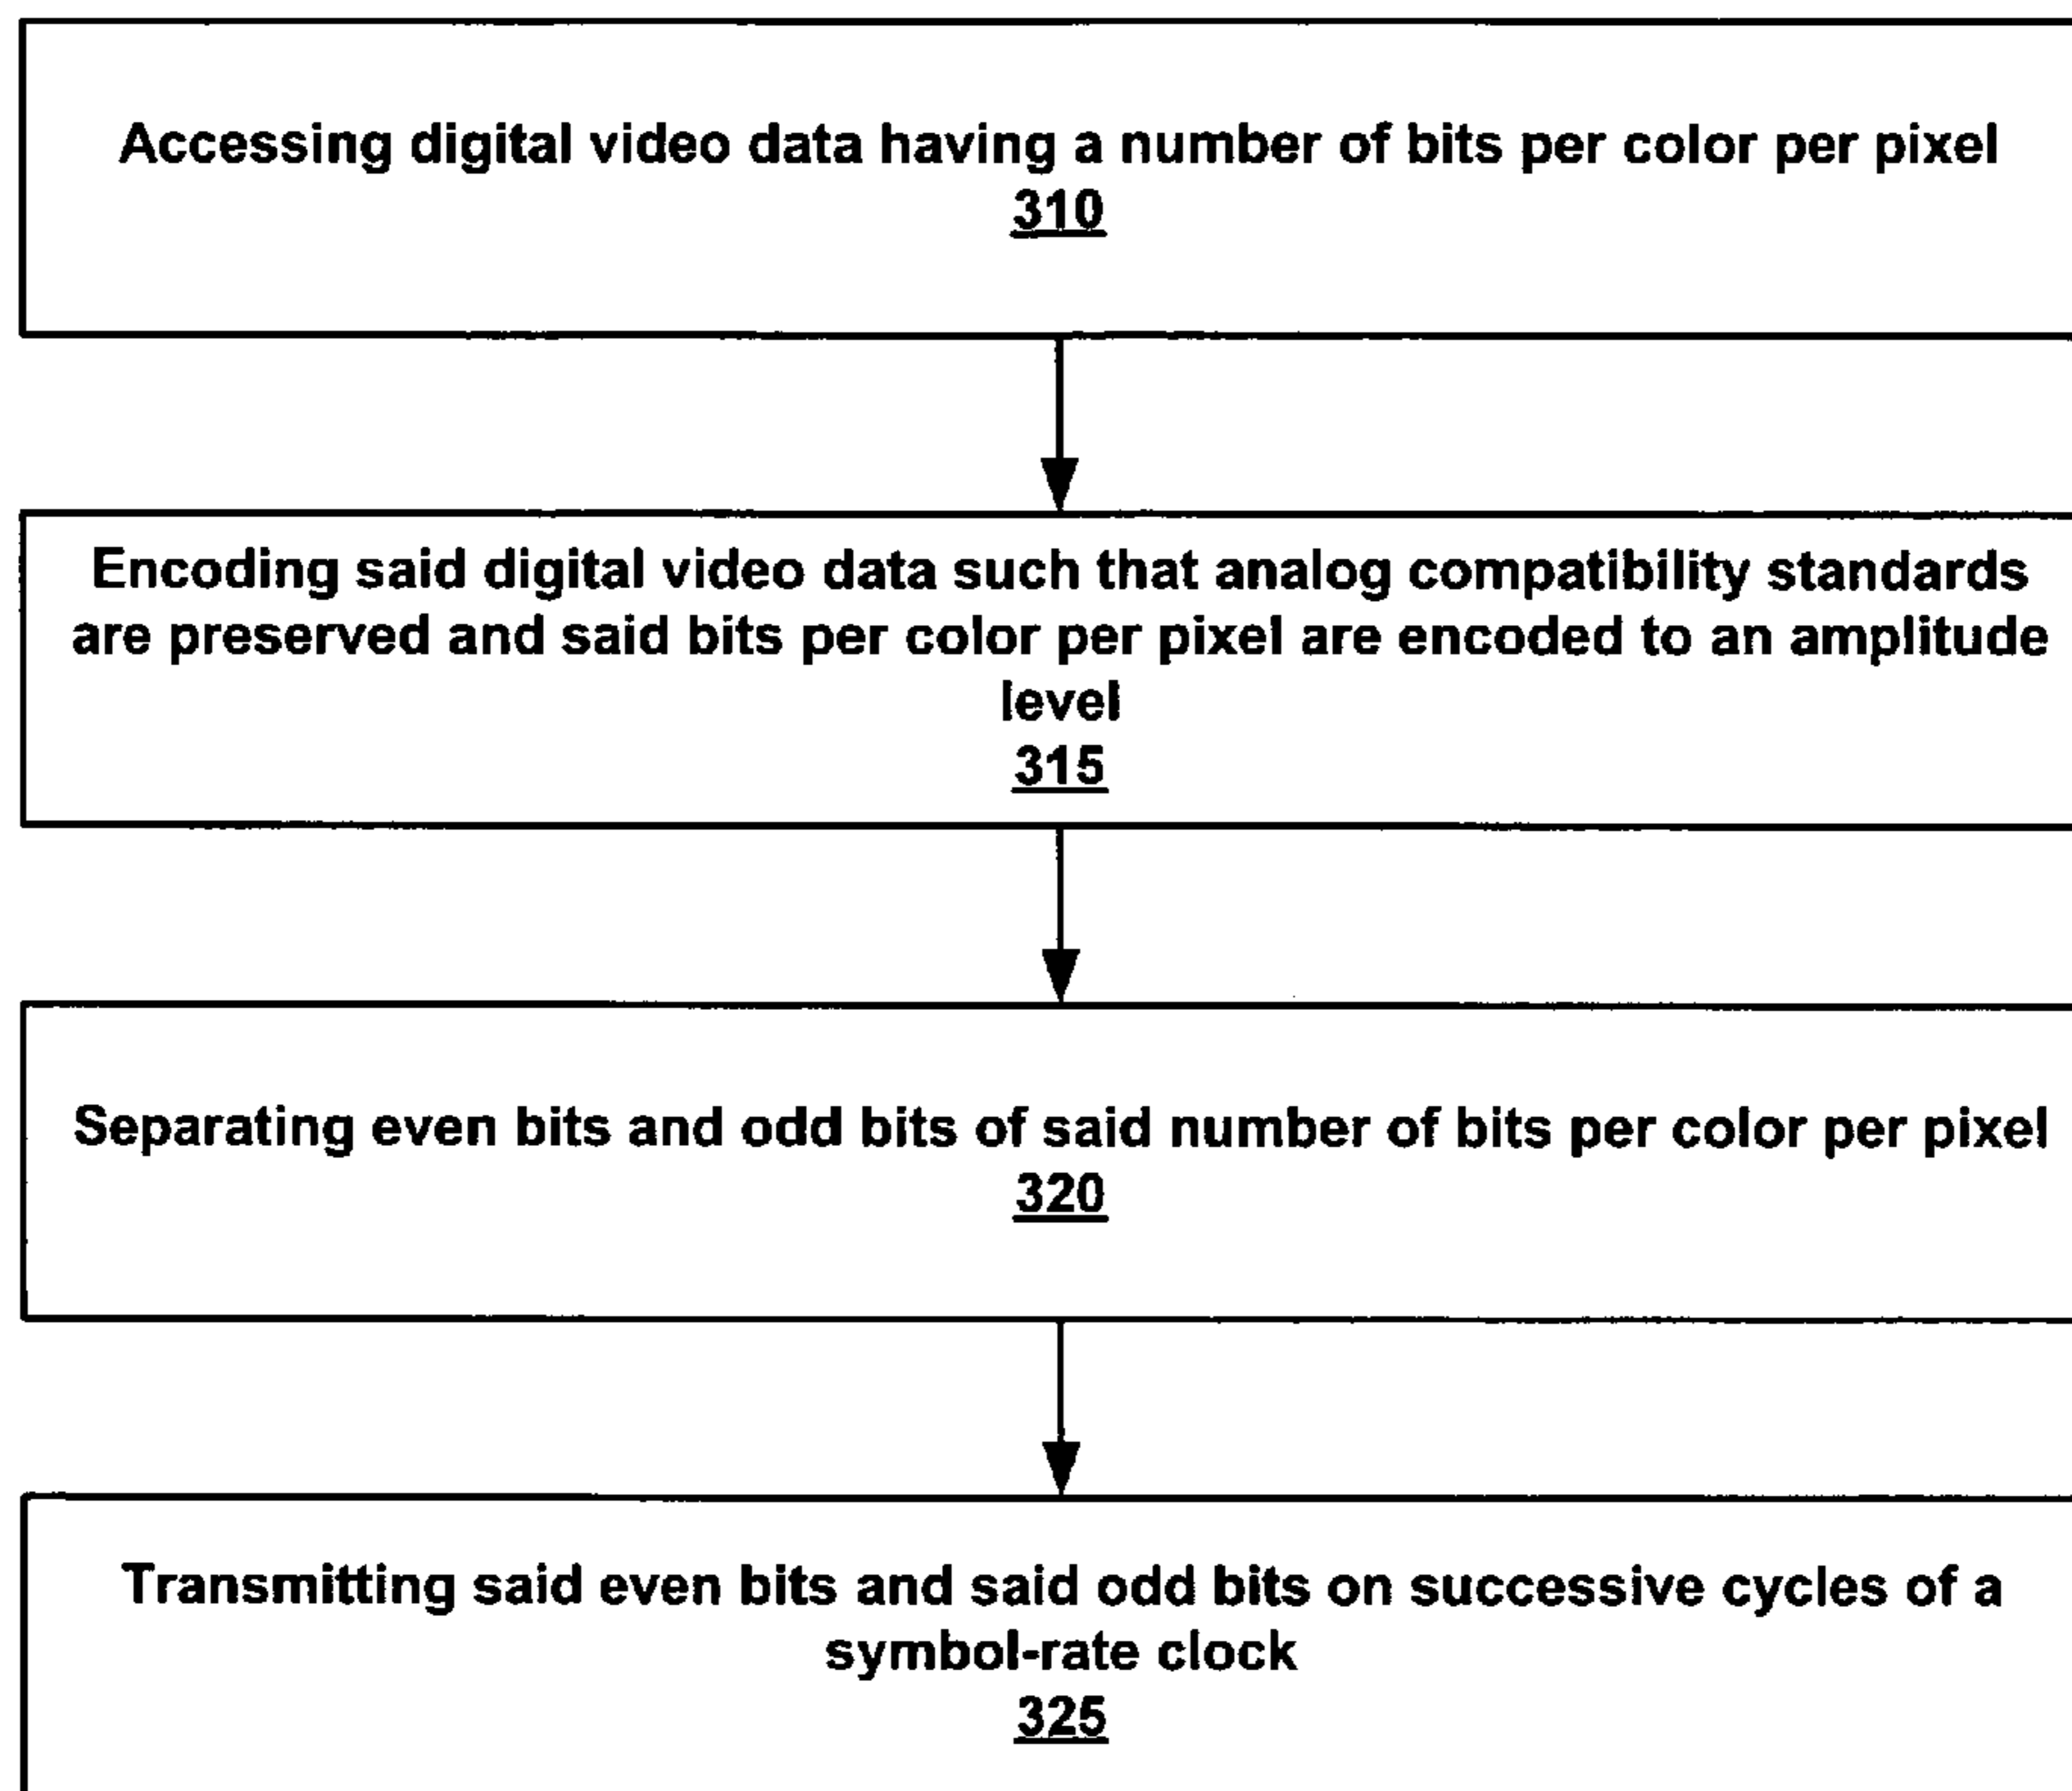 Accessing digital video data having a number of bits per color per pixel
310
Encoding said digital video data such that analog compatibility standards
are preserved and said bits per color per pixel are encoded to an amplitude
level
315
Separating even bits and odd bits of said number of bits per color per pixel
320
Transmitting said even bits and said odd bits on successive cycles of a
symbol-rate clock
325